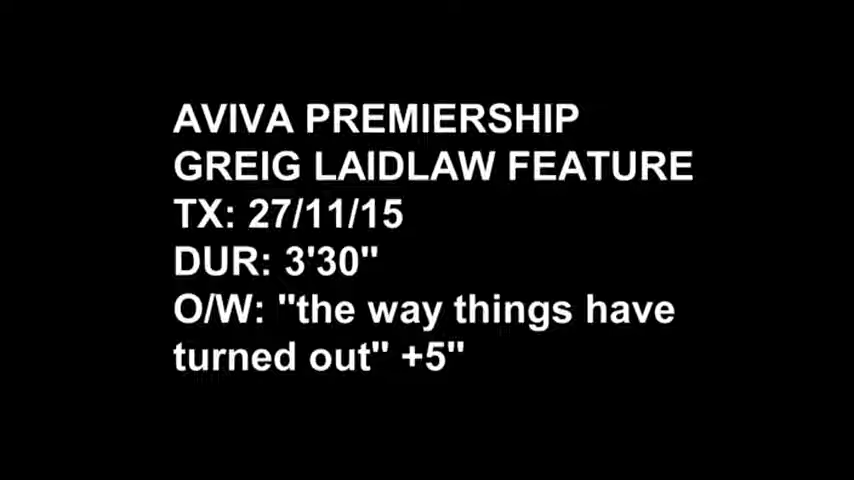 AVIVA PREMIERSHIP
GREIG LAIDLAW FEATURE
TX: 27/11/15
DUR: 3'30"
O/W: "the way things have
turned out" +5"